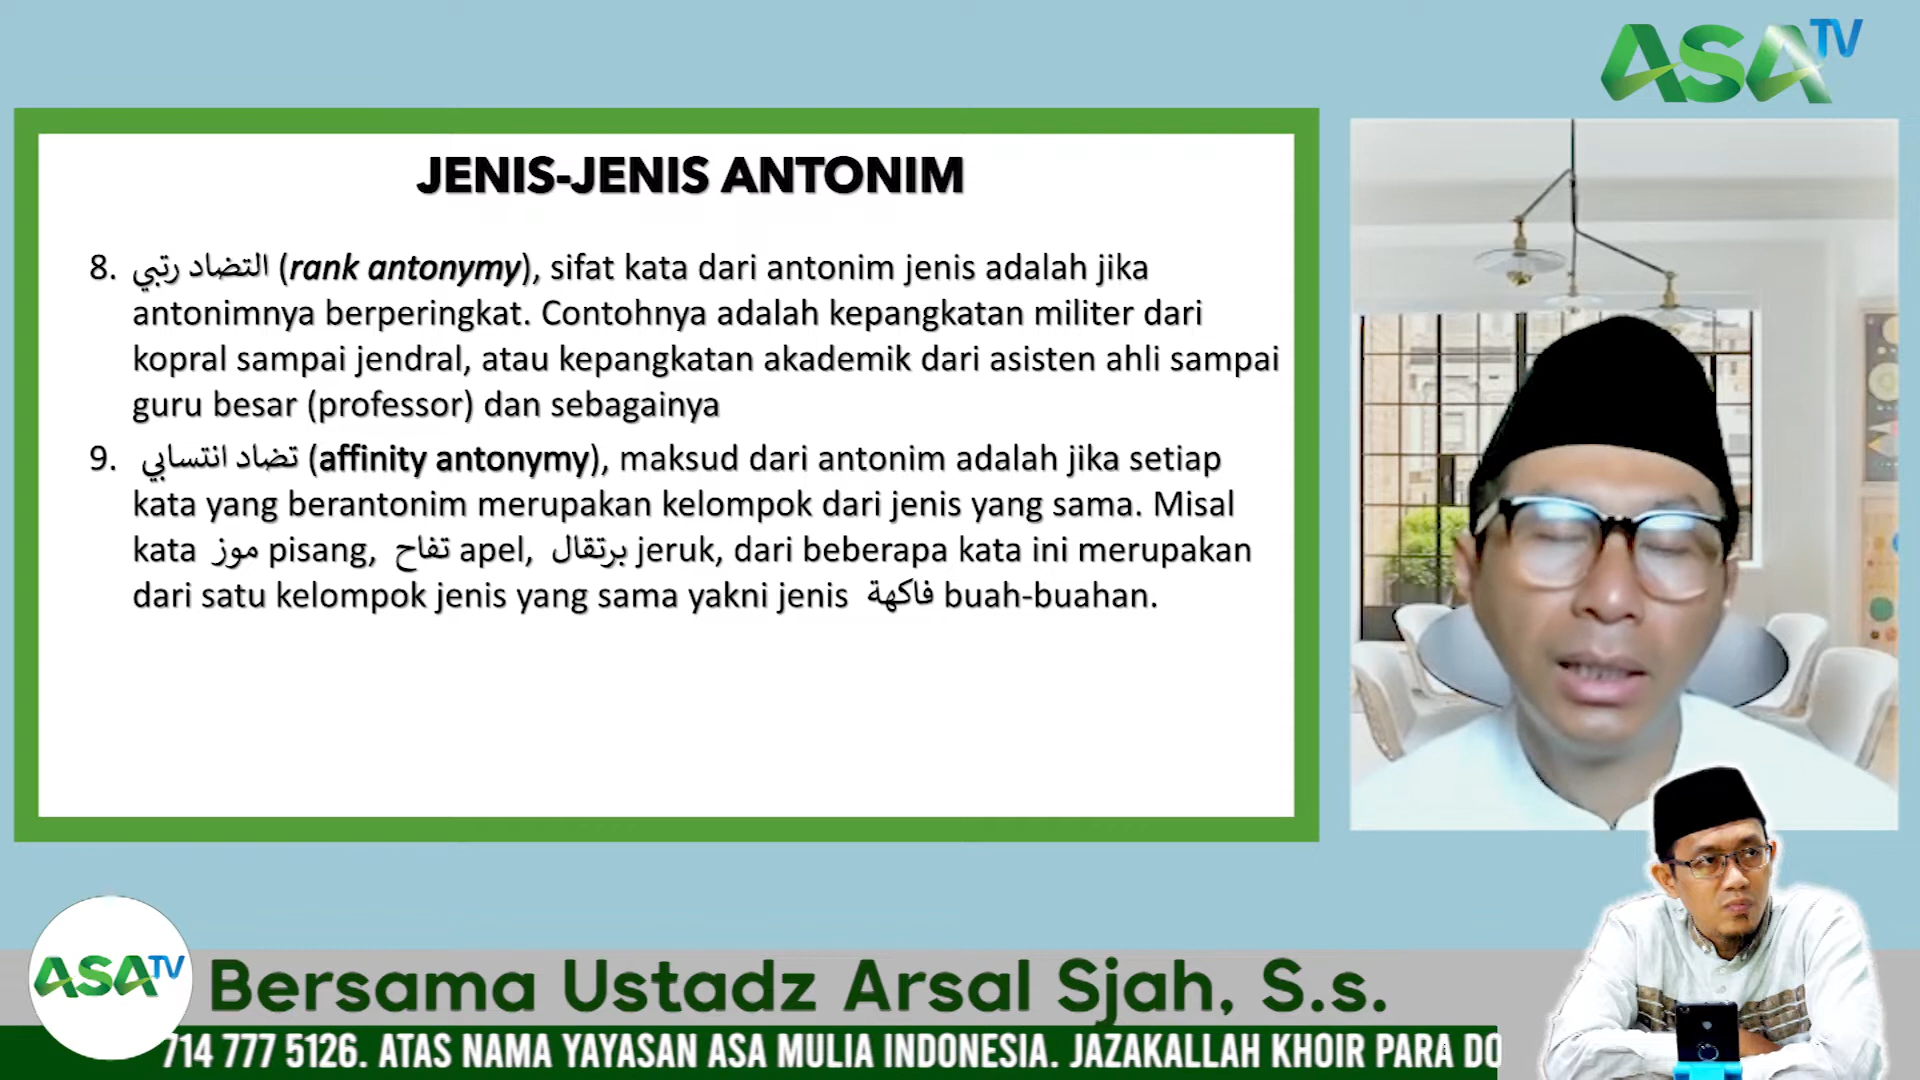 ASA TV
JENIS-JENIS ANTONIM
8. التضاد رتبي (rank antonymy), sifat kata dari antonim jenis adalah jika
antonimnya berperingkat. Contohnya adalah kepangkatan militer dari
kopral sampai jendral, atau kepangkatan akademik dari asisten ahli sampai
guru besar (professor) dan sebagainya
9. تضاد انتسابي (affinity antonymy), maksud dari antonim adalah jika setiap
kata yang berantonim merupakan kelompok dari jenis yang sama. Misal
kata موز pisang, تفاح apel, برتقال jeruk, dari beberapa kata ini merupakan
dari satu kelompok jenis yang sama yakni jenis فاكهة buah-buahan.
ASA TV
Bersama Ustadz Arsal Sjah, S.s.
714 777 5126. ATAS NAMA YAYASAN ASA MULIA INDONESIA. JAZAKALLAH KHOIR PARA DO